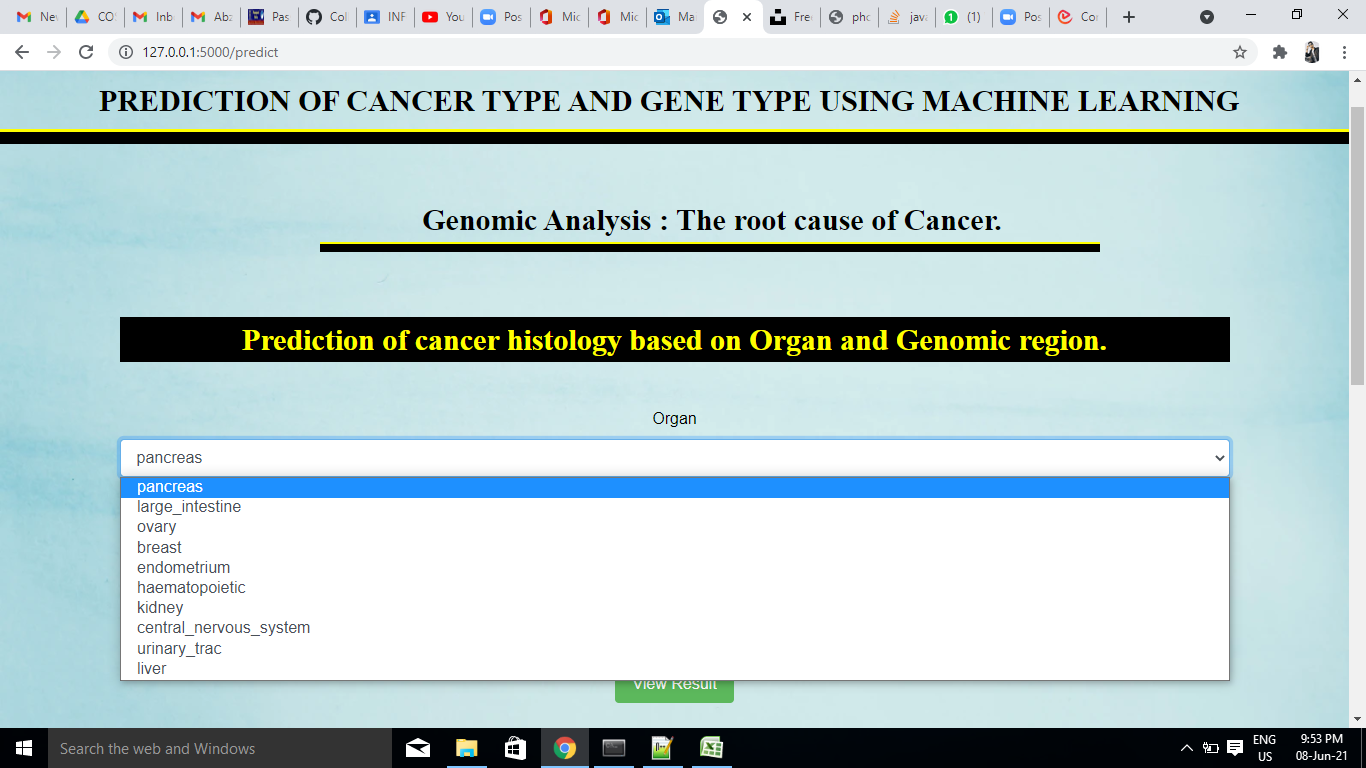 Ne
CO
Inb
Abz
Pas
Col
INF
You
Pos
Mic
Mic
Ma
Fre
pho
java
(1)
Pos
Cor
127.0.0.1:5000/predict
PREDICTION OF CANCER TYPE AND GENE TYPE USING MACHINE LEARNING
Genomic Analysis : The root cause of Cancer.
Prediction of cancer histology based on Organ and Genomic region.
Organ
pancreas
pancreas
large_intestine
ovary
breast
endometrium
haematopoietic
kidney
central_nervous_system
urinary_trac
liver
View Result
Search the web and Windows
ENG
US
9:53 PM
08-Jun-21